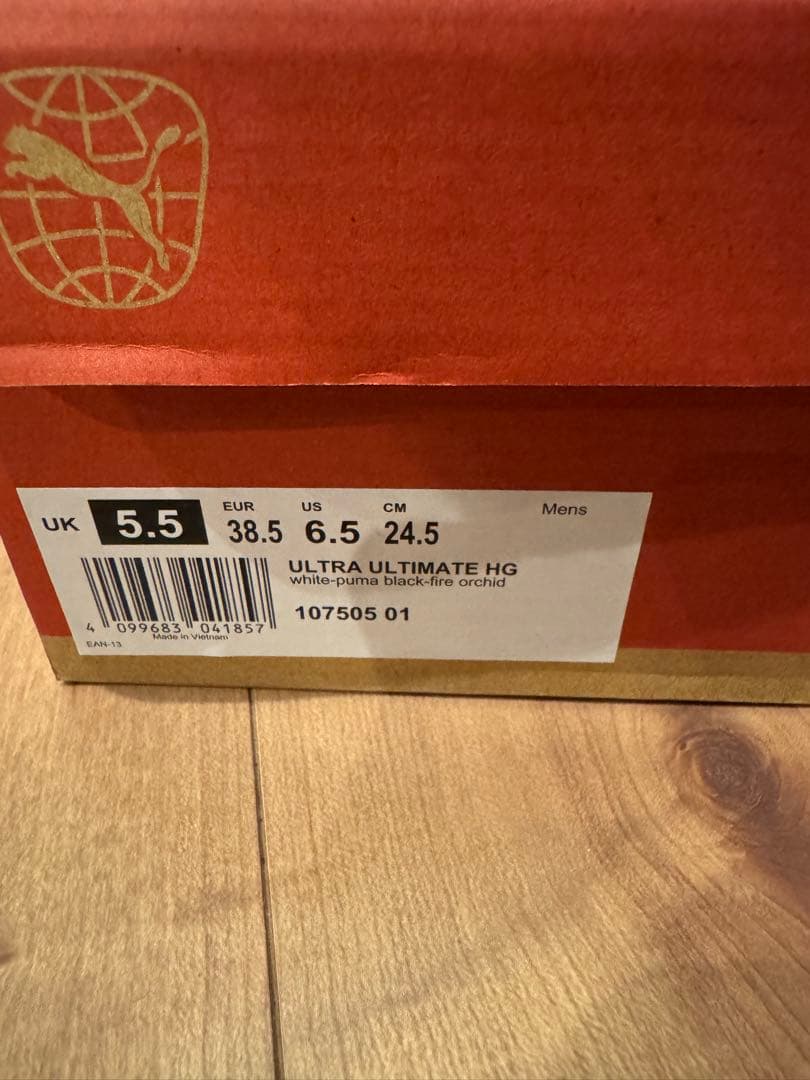 UK 5.5 EUR 38.5 US 6.5 CM 24.5 Mens
ULTRA ULTIMATE HG
white-puma black-fire orchid
107505 01
4 099683 041857
Made in Vietnam
EAN-13